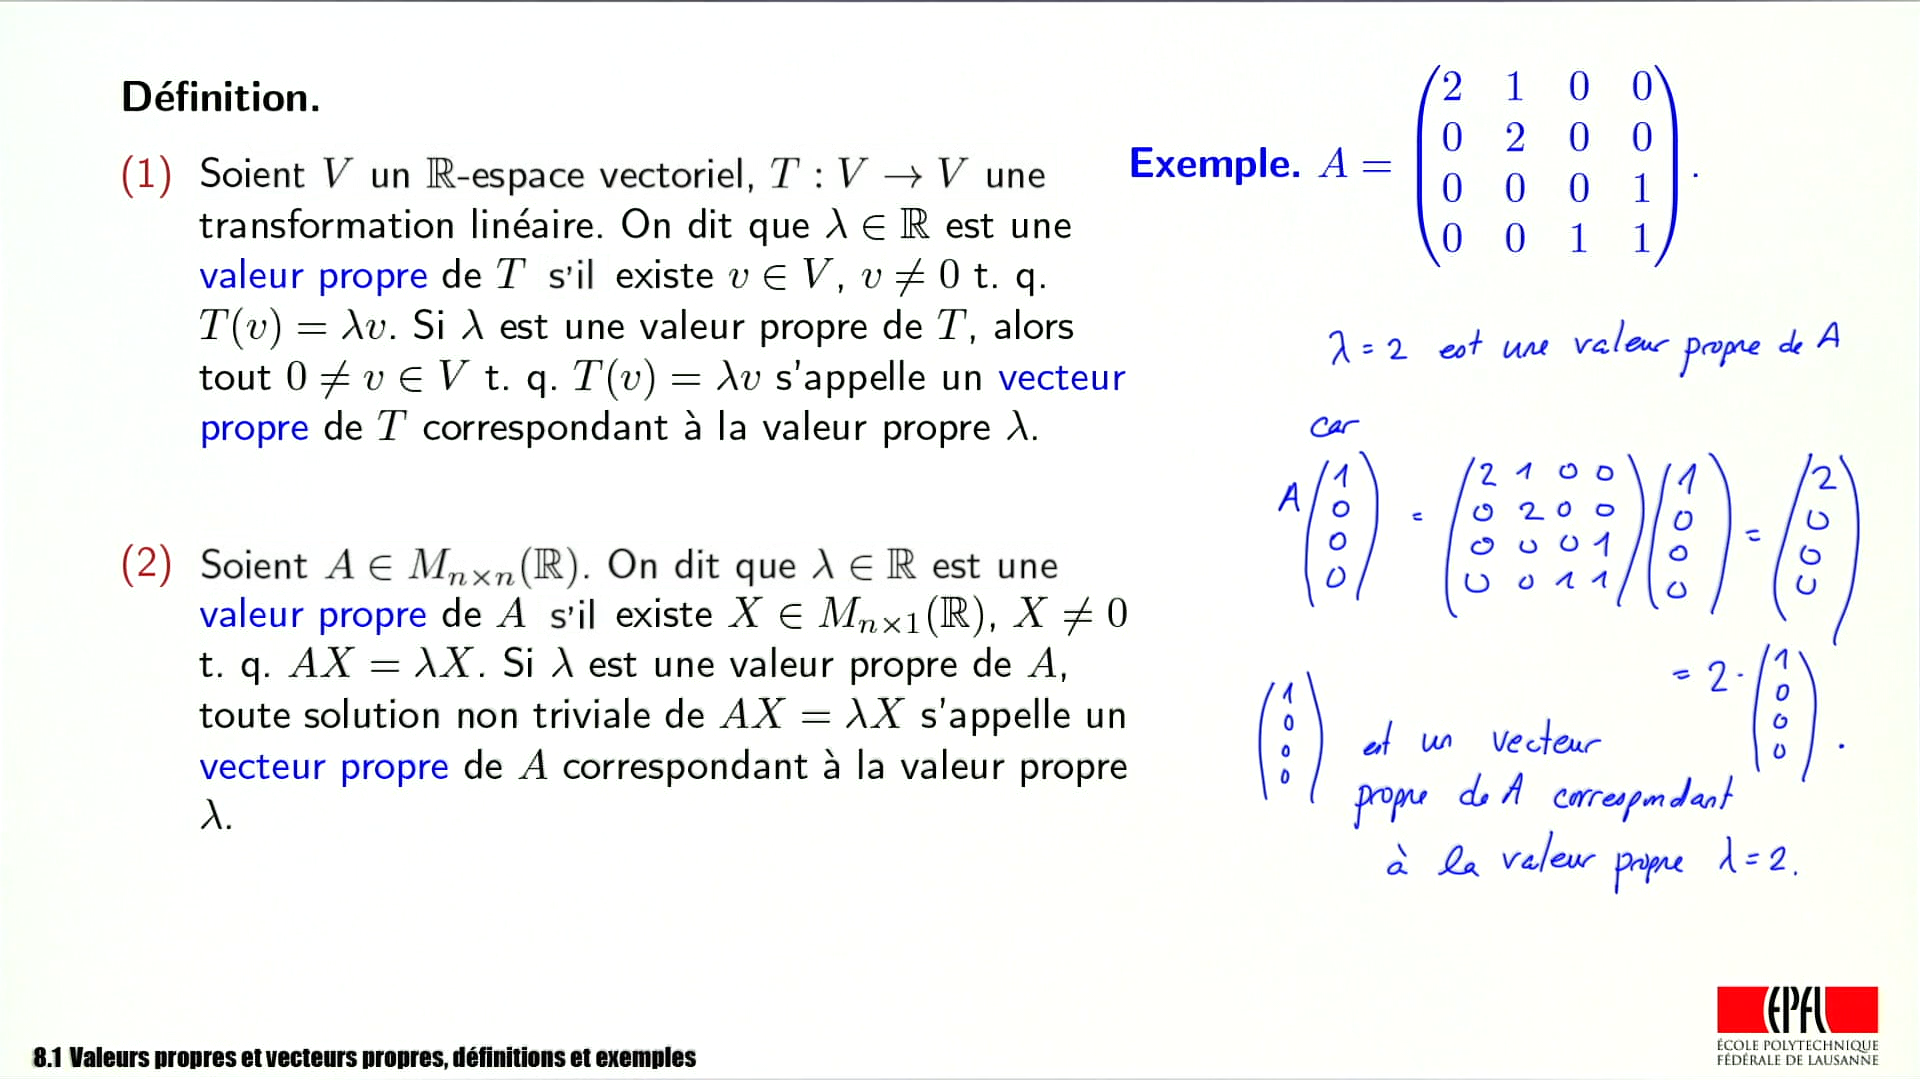 Définition.
(1) Soient V un ℝ-espace vectoriel, T : V → V une
transformation linéaire. On dit que λ ∈ ℝ est une
valeur propre de T s'il existe v ∈ V, v ≠ 0 t. q.
T(v) = λv. Si λ est une valeur propre de T, alors
tout 0 ≠ v ∈ V t. q. T(v) = λv s'appelle un vecteur
propre de T correspondant à la valeur propre λ.
(2) Soient A ∈ Mₙₓₙ(ℝ). On dit que λ ∈ ℝ est une
valeur propre de A s'il existe X ∈ Mₙₓ₁(ℝ), X ≠ 0
t. q. AX = λX. Si λ est une valeur propre de A,
toute solution non triviale de AX = λX s'appelle un
vecteur propre de A correspondant à la valeur propre
λ.
Exemple. A =
2 1 0 0
0 2 0 0
0 0 0 1
0 0 1 1
.
λ = 2 est une valeur propre de A
car
A (1 0 0 0) = (2 1 0 0 / 0 2 0 0 / 0 0 0 1 / 0 0 1 1) (1 0 0 0) = (2 0 0 0)
= 2 · (1 0 0 0) .
(1 0 0 0) est un vecteur
propre de A correspondant
à la valeur propre λ = 2.
EPFL
ÉCOLE POLYTECHNIQUE
FÉDÉRALE DE LAUSANNE
8.1 Valeurs propres et vecteurs propres, définitions et exemples